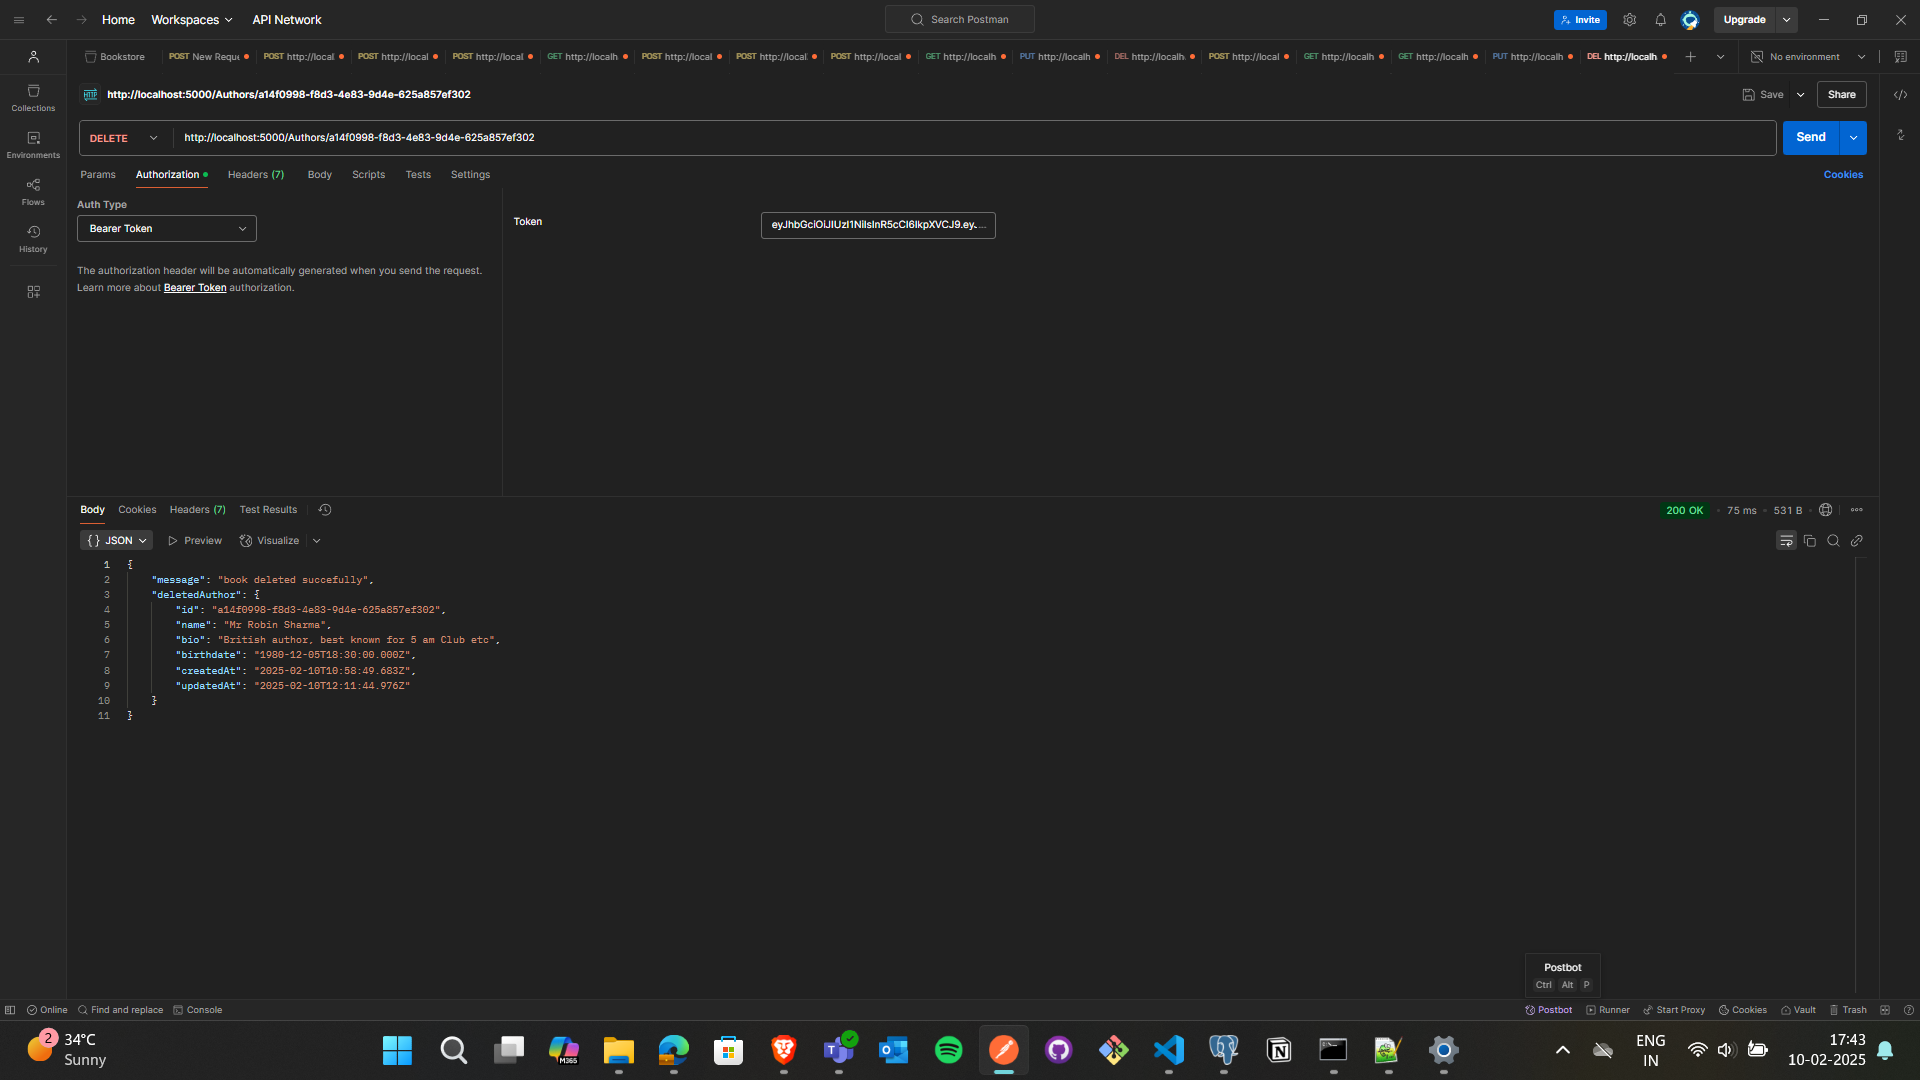 Home Workspaces API Network Search Postman Invite Upgrade
Bookstore POST New Reque POST http://local POST http://local POST http://local GET http://localh POST http://local POST http://local POST http://local GET http://localh PUT http://localh DEL http://localh POST http://local GET http://localh GET http://localh PUT http://localh DEL http://localh No environment
HTTP http://localhost:5000/Authors/a14f0998-f8d3-4e83-9d4e-625a857ef302 Save Share
Collections
Environments
Flows
History
DELETE http://localhost:5000/Authors/a14f0998-f8d3-4e83-9d4e-625a857ef302 Send
Params Authorization Headers (7) Body Scripts Tests Settings Cookies
Auth Type
Bearer Token
Token eyJhbGciOiJIUzI1NiIsInR5cCI6IkpXVCJ9.eyJ...
The authorization header will be automatically generated when you send the request.
Learn more about Bearer Token authorization.
Body Cookies Headers (7) Test Results 200 OK 75 ms 531 B
{} JSON Preview Visualize
1 {
2 "message": "book deleted succefully",
3 "deletedAuthor": {
4 "id": "a14f0998-f8d3-4e83-9d4e-625a857ef302",
5 "name": "Mr Robin Sharma",
6 "bio": "British author, best known for 5 am Club etc",
7 "birthdate": "1980-12-05T18:30:00.000Z",
8 "createdAt": "2025-02-10T10:58:49.683Z",
9 "updatedAt": "2025-02-10T12:11:44.976Z"
10 }
11 }
Postbot
Ctrl Alt P
Online Find and replace Console Postbot Runner Start Proxy Cookies Vault Trash
2 34°C
Sunny
M365
ENG
IN
17:43
10-02-2025